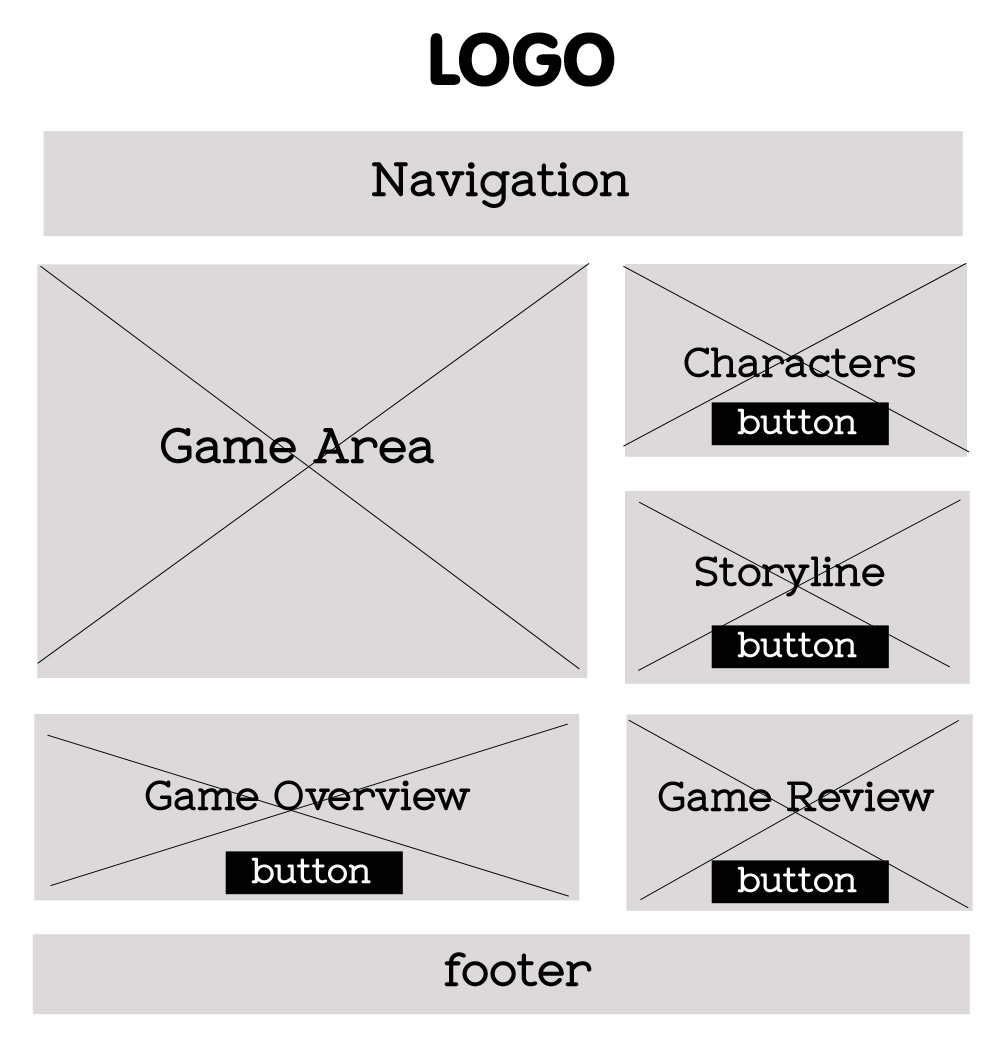 LOGO
Navigation
Game Area
Characters
button
Storyline
button
Game Overview
button
Game Review
button
footer